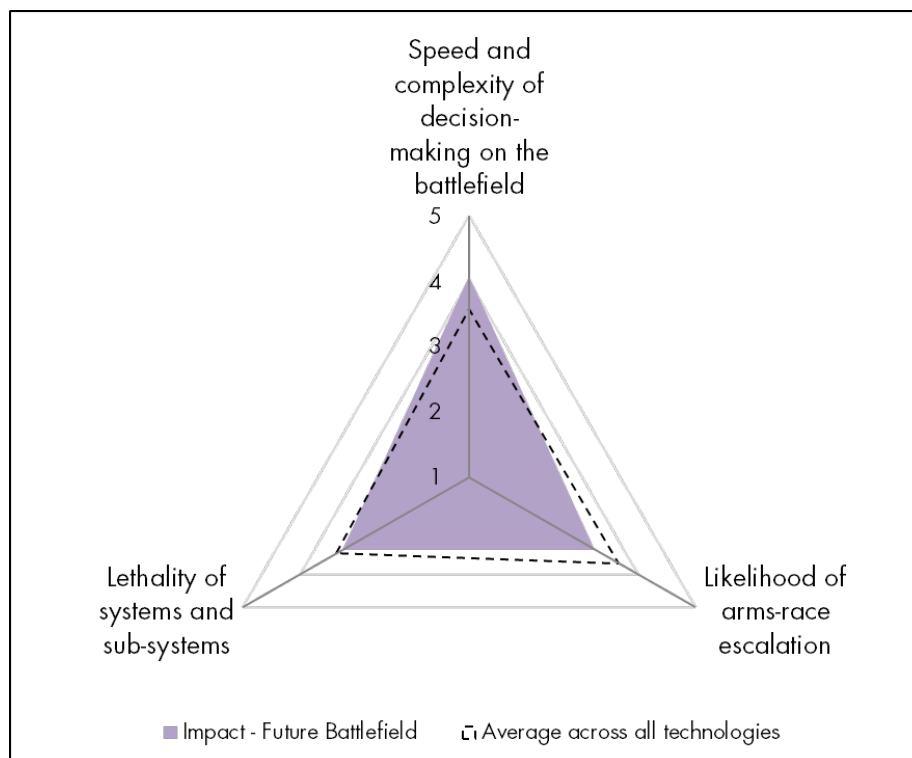 Speed and
complexity of
decision-
making on the
battlefield
5
4
3
2
1
Lethality of
systems and
sub-systems
Likelihood of
arms-race
escalation
Impact - Future Battlefield
Average across all technologies